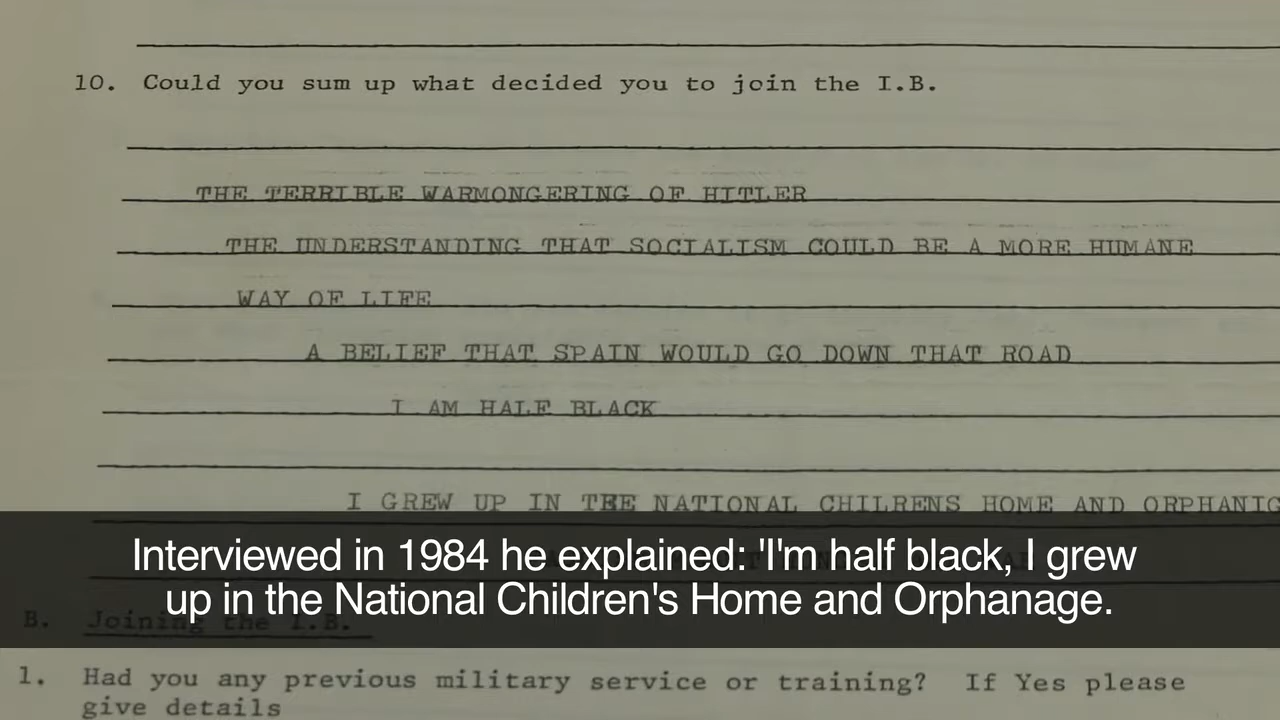 10. Could you sum up what decided you to join the I.B.
THE TERRIBLE WARMONGERING OF HITLER
THE UNDERSTANDING THAT SOCIALISM COULD BE A MORE HUMANE
WAY OF LIFE
A BELIEF THAT SPAIN WOULD GO DOWN THAT ROAD
I AM HALF BLACK
I GREW UP IN THE NATIONAL CHILRENS HOME AND ORPHANIG
Interviewed in 1984 he explained: 'I'm half black, I grew
up in the National Children's Home and Orphanage.
B. Joining the I.B.
1. Had you any previous military service or training? If Yes please
give details